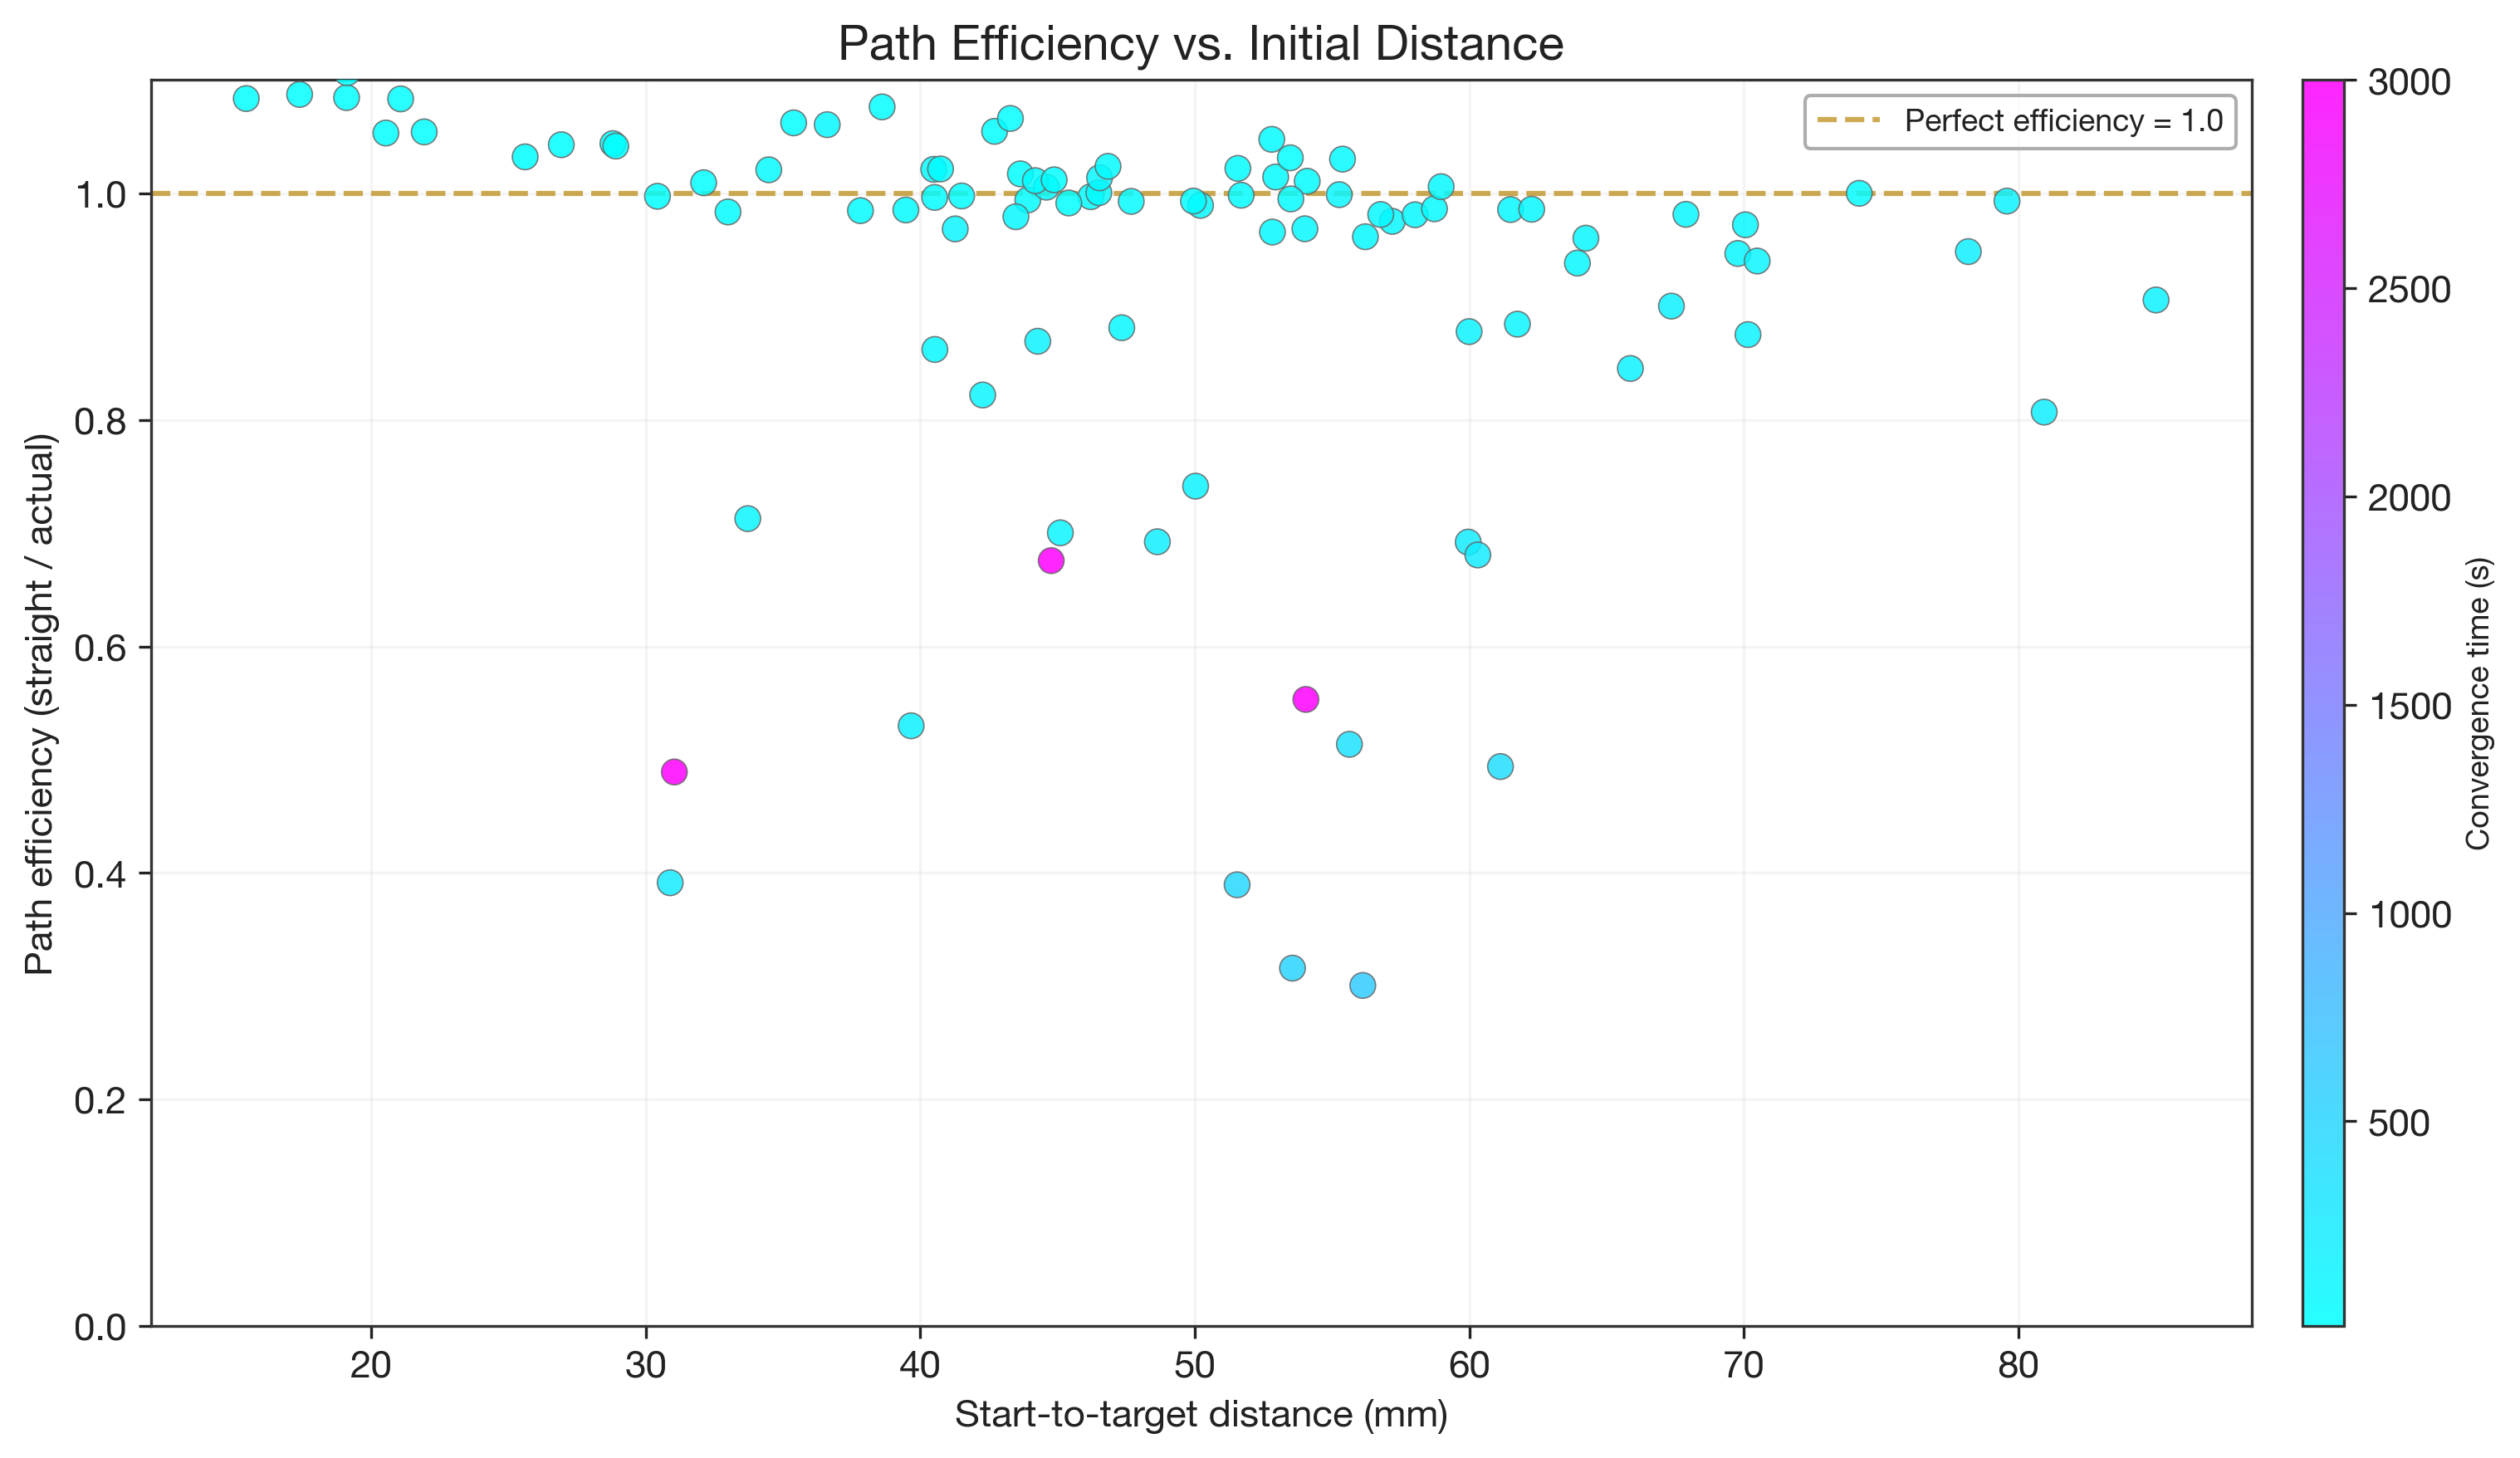 Path Efficiency vs. Initial Distance
Perfect efficiency = 1.0
Path efficiency (straight / actual)
1.0
0.8
0.6
0.4
0.2
0.0
20 30 40 50 60 70 80
Start-to-target distance (mm)
3000
2500
2000
1500
1000
500
Convergence time (s)